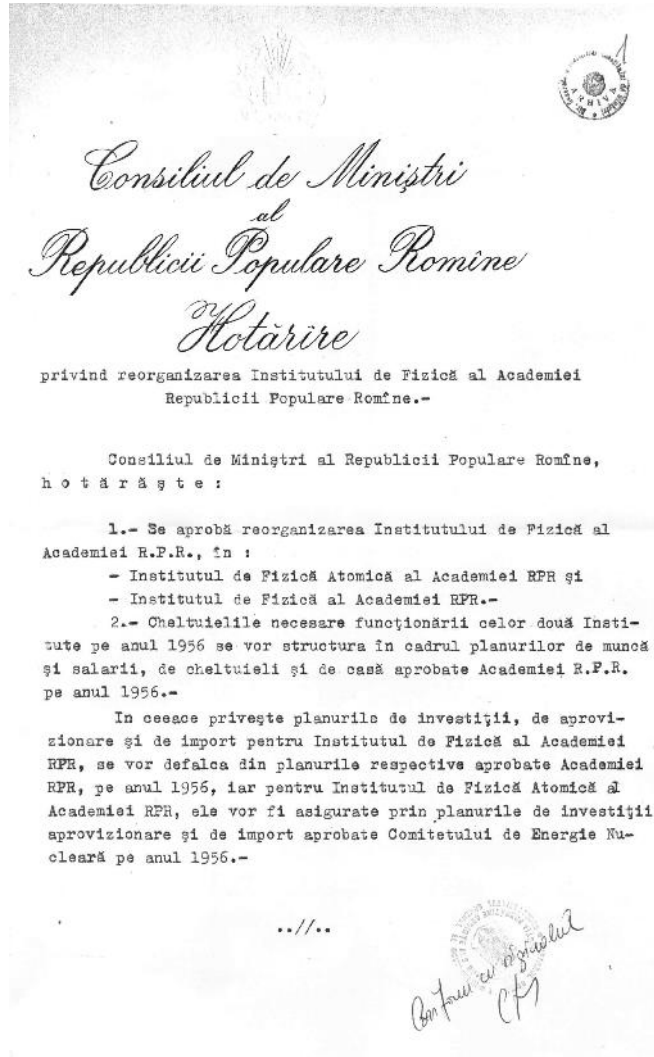 1
ARHIVA
Consiliul de Miniştri
al
Republicii Populare Romîne
Hotărîre
privind reorganizarea Institutului de Fizică al Academiei
Republicii Populare Romîne.-
Consiliul de Miniştri al Republicii Populare Romîne,
h o t ă r ă ş t e :
1.- Se aprobă reorganizarea Institutului de Fizică al
Academiei R.P.R., în :
- Institutul de Fizică Atomică al Academiei RPR şi
- Institutul de Fizică al Academiei RPR.-
2.- Cheltuielile necesare funcţionării celor două Insti-
tute pe anul 1956 se vor structura în cadrul planurilor de muncă
şi salarii, de cheltuieli şi de casă aprobate Academiei R.P.R.
pe anul 1956.-
In ceeace priveşte planurile de investiţii, de aprovi-
zionare şi de import pentru Institutul de Fizică al Academiei
RPR, se vor defalca din planurile respective aprobate Academiei
RPR, pe anul 1956, iar pentru Institutul de Fizică Atomică al
Academiei RPR, ele vor fi asigurate prin planurile de investiţii
aprovizionare şi de import aprobate Comitetului de Energie Nu-
cleară pe anul 1956.-
..//..
Conform cu originalul